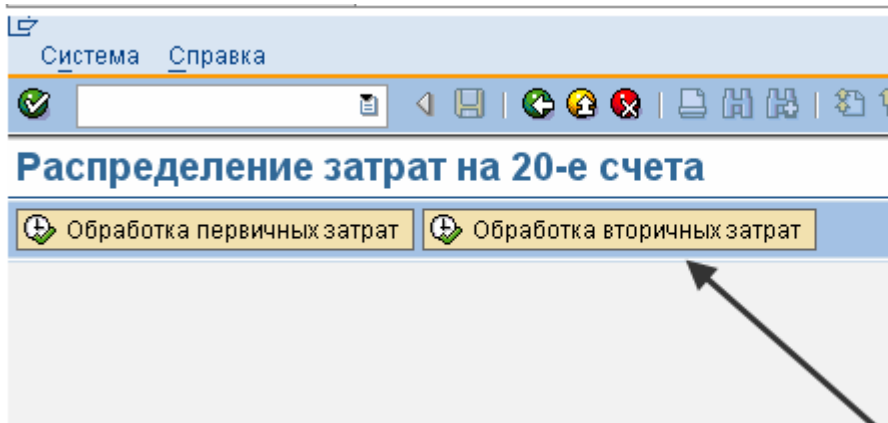 Система Справка
Распределение затрат на 20-е счета
Обработка первичных затрат Обработка вторичных затрат